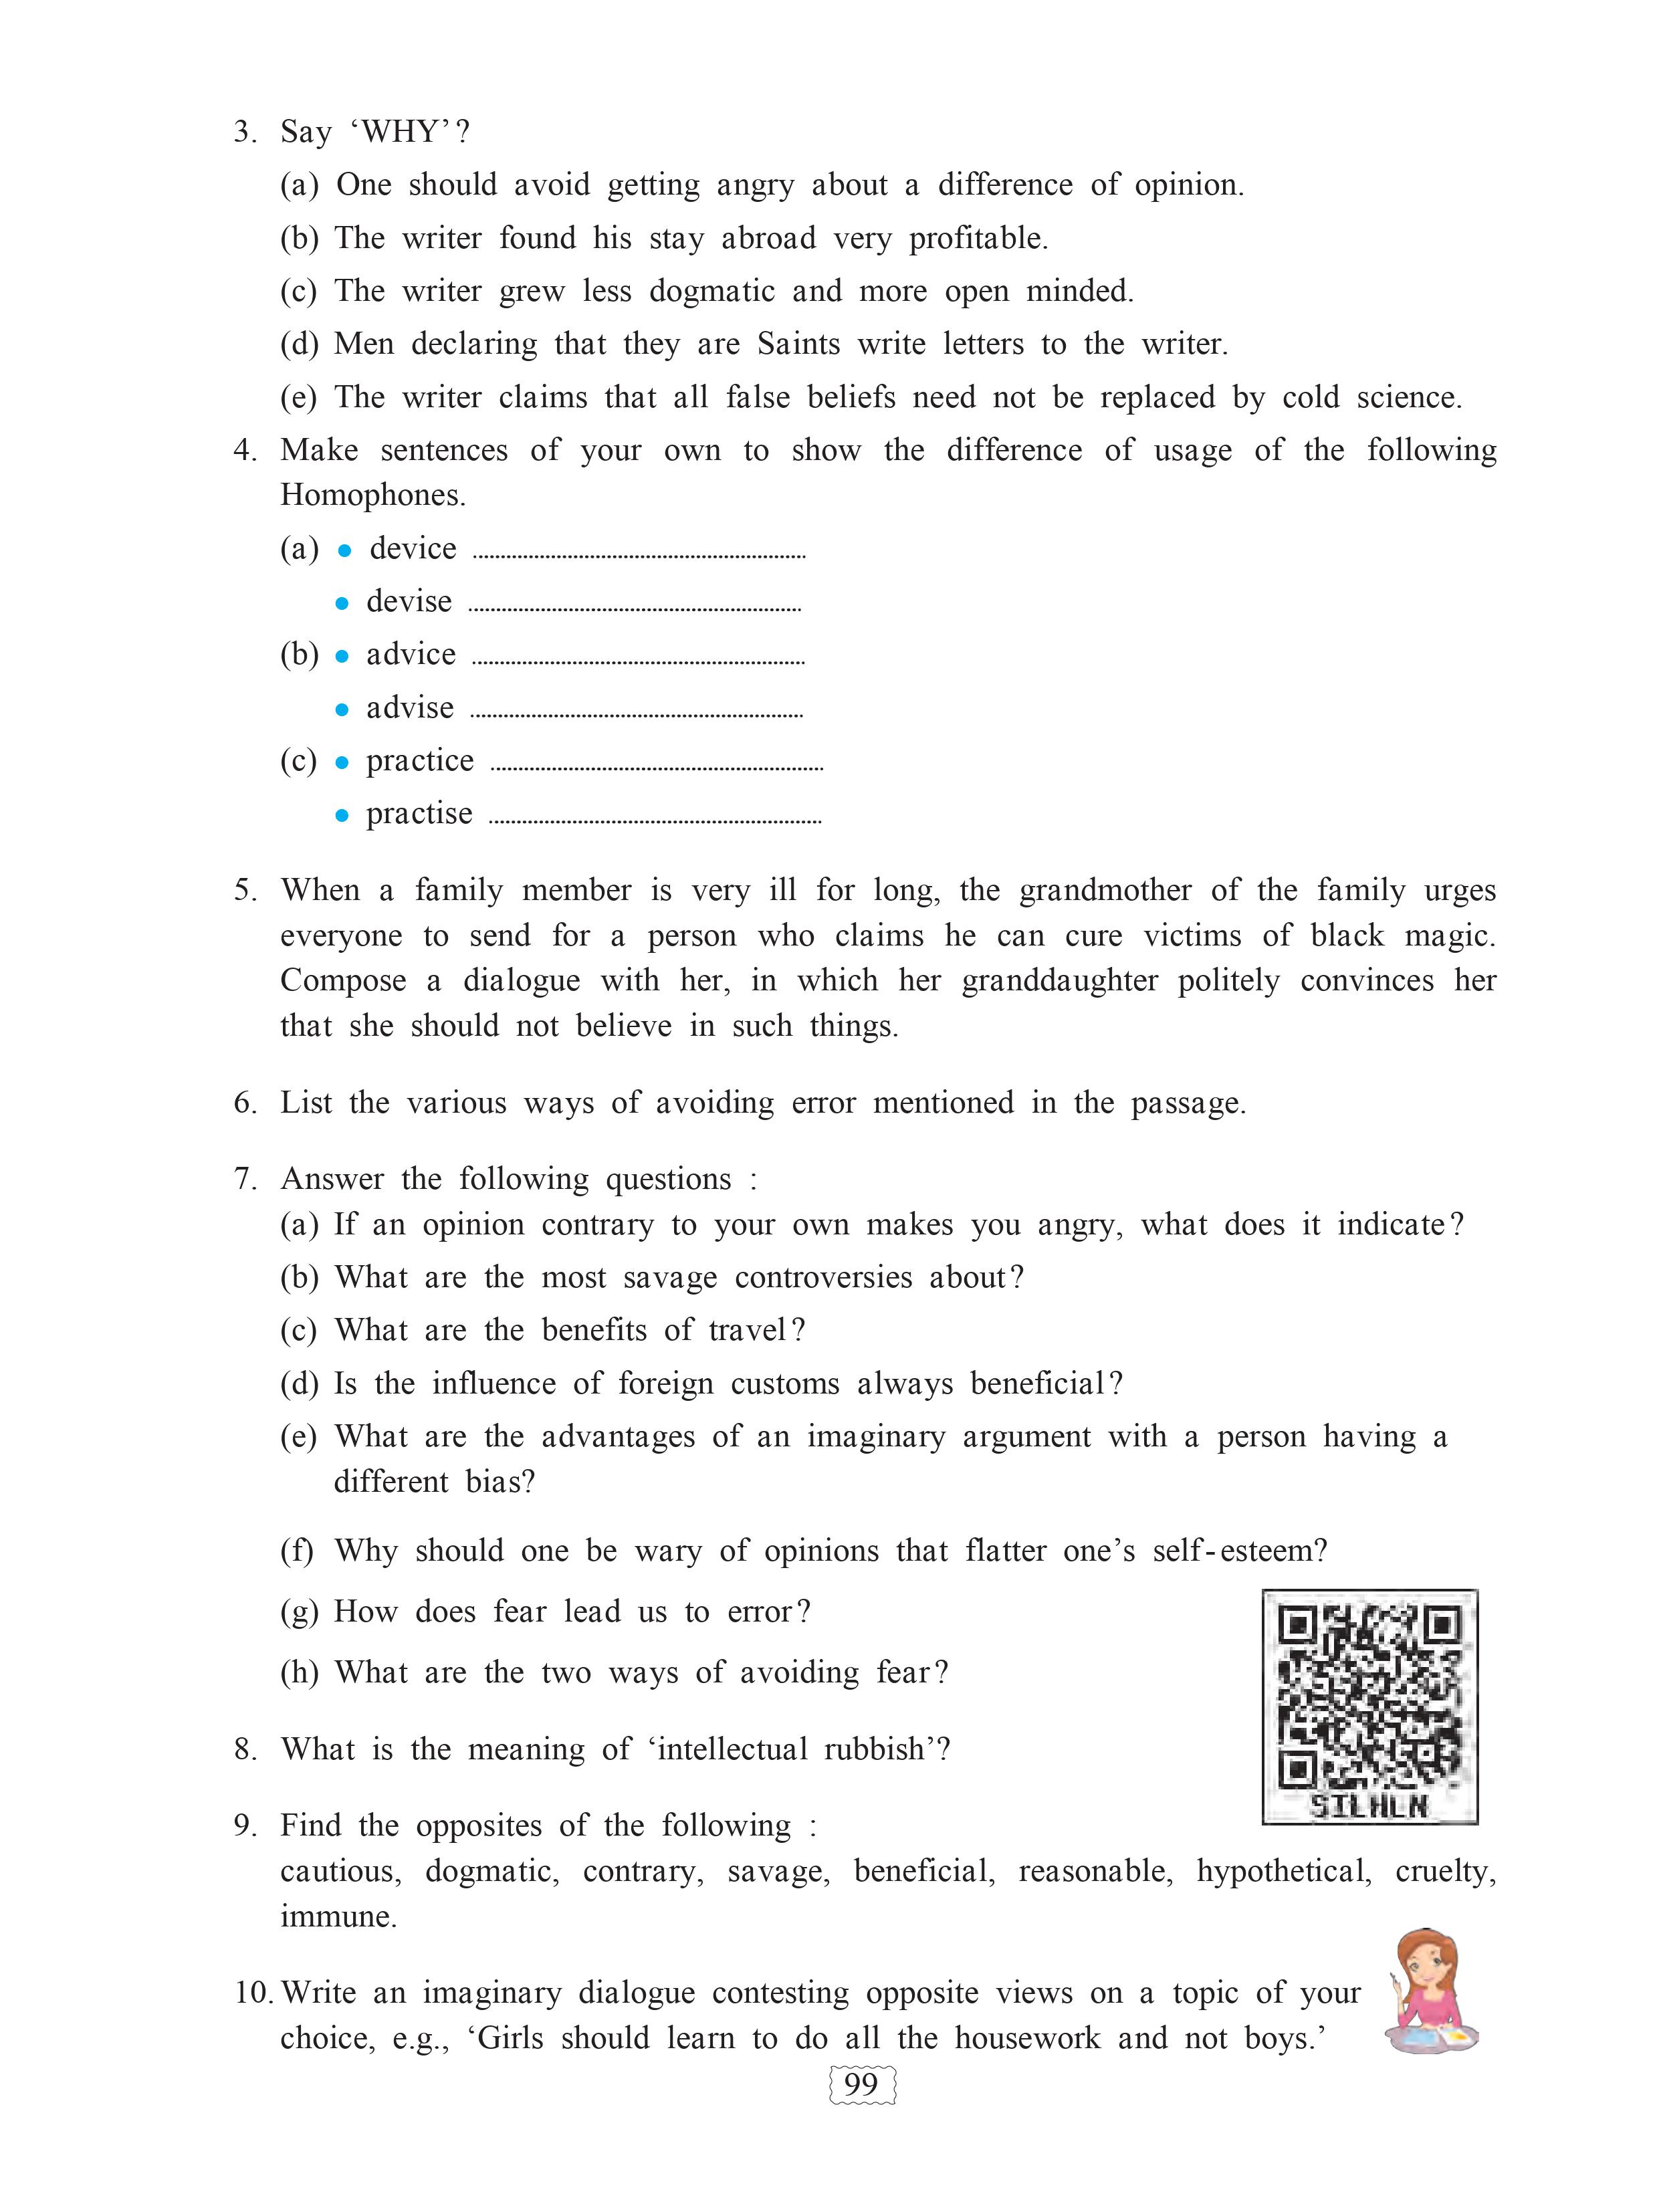 3. Say ‘WHY’?
(a) One should avoid getting angry about a difference of opinion.
(b) The writer found his stay abroad very profitable.
(c) The writer grew less dogmatic and more open minded.
(d) Men declaring that they are Saints write letters to the writer.
(e) The writer claims that all false beliefs need not be replaced by cold science.
4. Make sentences of your own to show the difference of usage of the following
Homophones.
(a) • device ............................................................
• devise ............................................................
(b) • advice ............................................................
• advise ............................................................
(c) • practice ............................................................
• practise ............................................................
5. When a family member is very ill for long, the grandmother of the family urges
everyone to send for a person who claims he can cure victims of black magic.
Compose a dialogue with her, in which her granddaughter politely convinces her
that she should not believe in such things.
6. List the various ways of avoiding error mentioned in the passage.
7. Answer the following questions :
(a) If an opinion contrary to your own makes you angry, what does it indicate?
(b) What are the most savage controversies about?
(c) What are the benefits of travel?
(d) Is the influence of foreign customs always beneficial?
(e) What are the advantages of an imaginary argument with a person having a
different bias?
(f) Why should one be wary of opinions that flatter one’s self-esteem?
(g) How does fear lead us to error?
(h) What are the two ways of avoiding fear?
8. What is the meaning of ‘intellectual rubbish’?
9. Find the opposites of the following :
cautious, dogmatic, contrary, savage, beneficial, reasonable, hypothetical, cruelty,
immune.
10. Write an imaginary dialogue contesting opposite views on a topic of your
choice, e.g., ‘Girls should learn to do all the housework and not boys.’
99